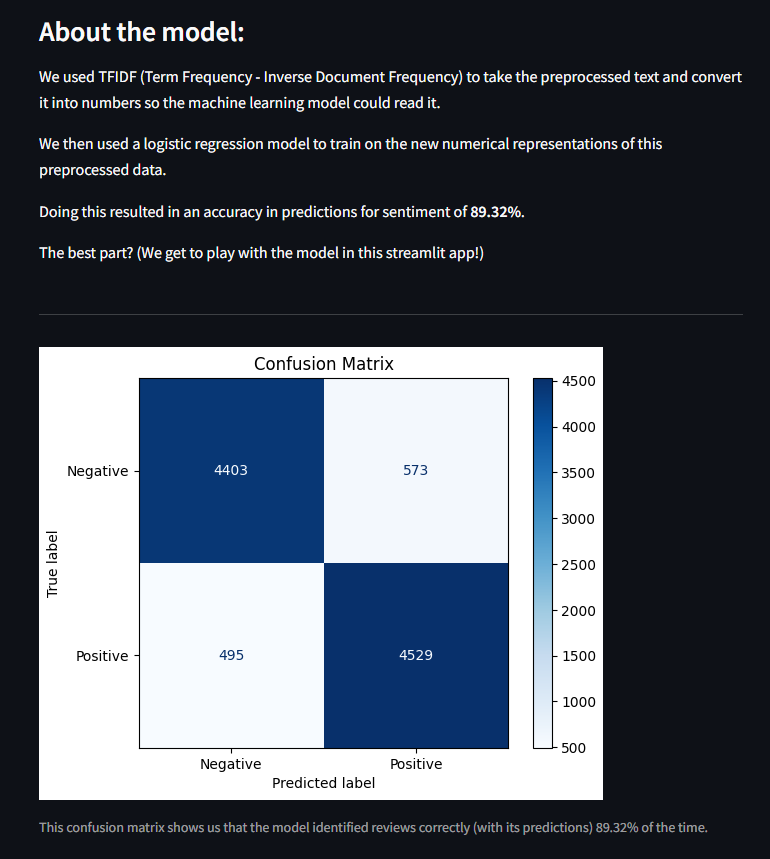 About the model:
We used TFIDF (Term Frequency - Inverse Document Frequency) to take the preprocessed text and convert
it into numbers so the machine learning model could read it.
We then used a logistic regression model to train on the new numerical representations of this
preprocessed data.
Doing this resulted in an accuracy in predictions for sentiment of 89.32%.
The best part? (We get to play with the model in this streamlit app!)
Confusion Matrix
Negative
4403
573
Positive
495
4529
True label
Negative
Positive
Predicted label
4500
4000
3500
3000
2500
2000
1500
1000
500
This confusion matrix shows us that the model identified reviews correctly (with its predictions) 89.32% of the time.